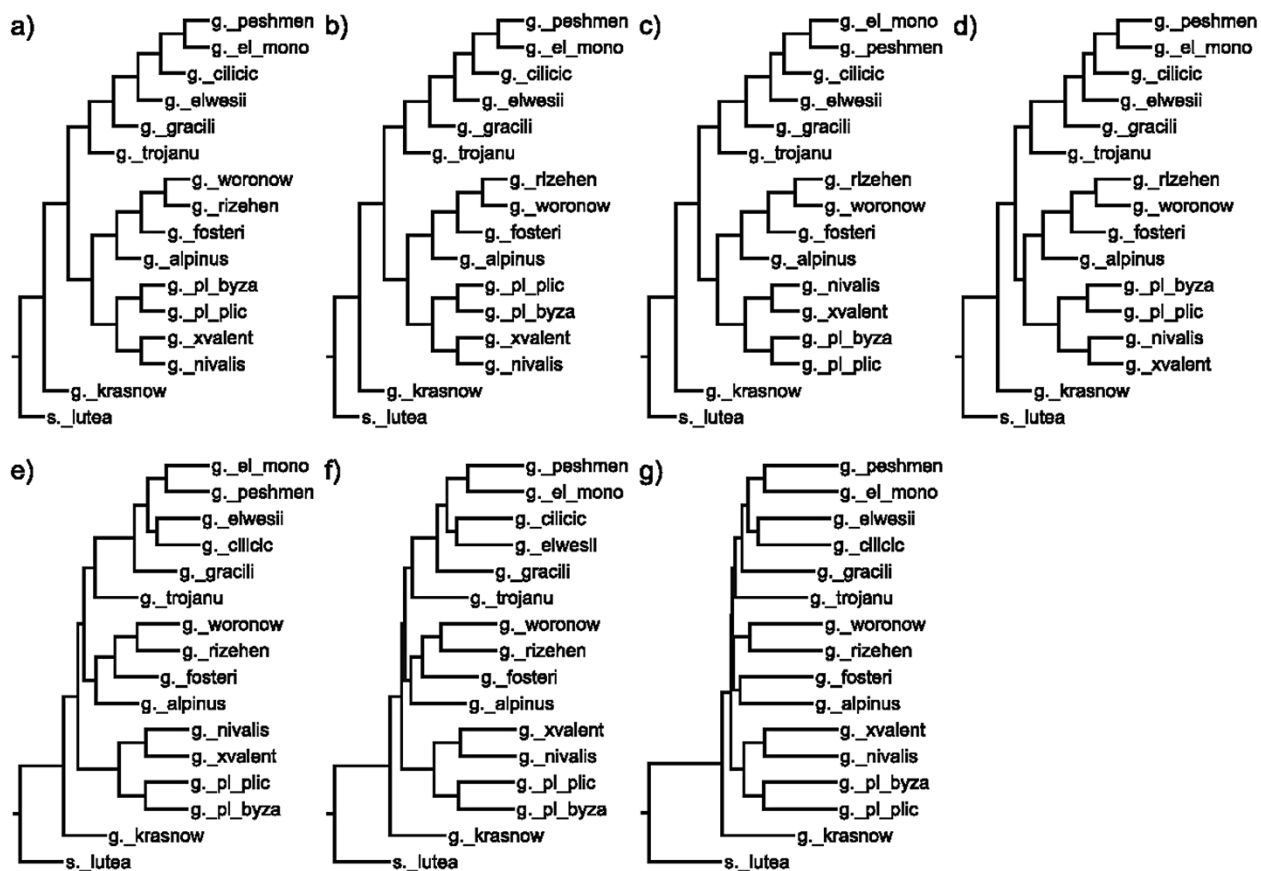 a)
g._peshmen
g._el_mono
g._cilicic
g._elwesii
g._gracili
g._trojanu
g._woronow
g._rizehen
g._fosteri
g._alpinus
g._pl_byza
g._pl_plic
g._xvalent
g._nivalis
g._krasnow
s._lutea
b)
g._peshmen
g._el_mono
g._cilicic
g._elwesii
g._gracili
g._trojanu
g._rizehen
g._woronow
g._fosteri
g._alpinus
g._pl_plic
g._pl_byza
g._xvalent
g._nivalis
g._krasnow
s._lutea
c)
g._el_mono
g._peshmen
g._cilicic
g._elwesii
g._gracili
g._trojanu
g._rizehen
g._woronow
g._fosteri
g._alpinus
g._nivalis
g._xvalent
g._pl_byza
g._pl_plic
g._krasnow
s._lutea
d)
g._peshmen
g._el_mono
g._cilicic
g._elwesii
g._gracili
g._trojanu
g._rizehen
g._woronow
g._fosteri
g._alpinus
g._pl_byza
g._pl_plic
g._nivalis
g._xvalent
g._krasnow
s._lutea
e)
g._el_mono
g._peshmen
g._elwesii
g._cilicic
g._gracili
g._trojanu
g._woronow
g._rizehen
g._fosteri
g._alpinus
g._nivalis
g._xvalent
g._pl_plic
g._pl_byza
g._krasnow
s._lutea
f)
g._peshmen
g._el_mono
g._cilicic
g._elwesii
g._gracili
g._trojanu
g._woronow
g._rizehen
g._fosteri
g._alpinus
g._xvalent
g._nivalis
g._pl_plic
g._pl_byza
g._krasnow
s._lutea
g)
g._peshmen
g._el_mono
g._elwesii
g._cilicic
g._gracili
g._trojanu
g._woronow
g._rizehen
g._fosteri
g._alpinus
g._xvalent
g._nivalis
g._pl_byza
g._pl_plic
g._krasnow
s._lutea